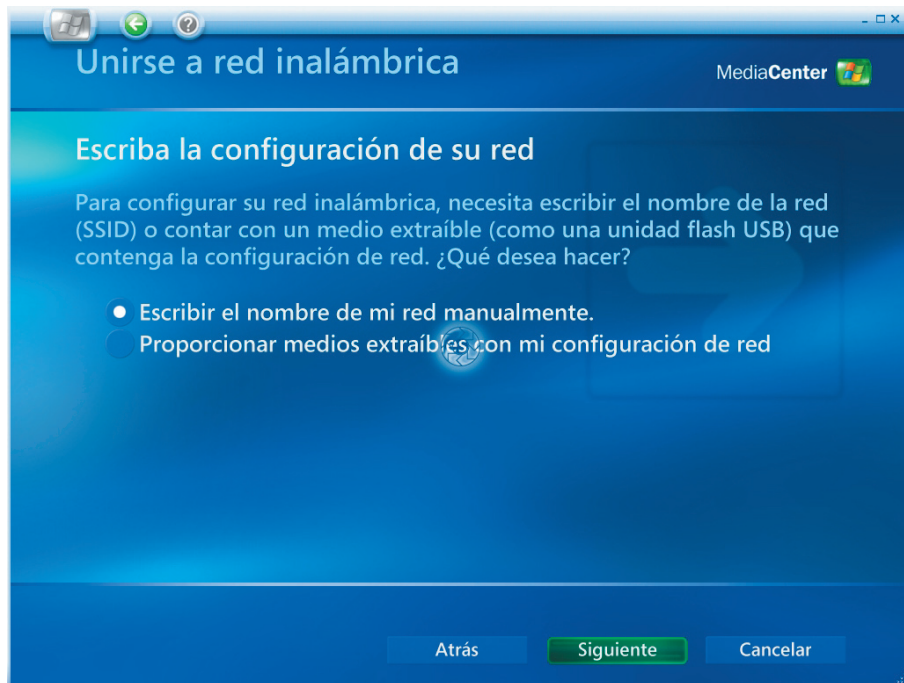 Unirse a red inalámbrica
MediaCenter
Escriba la configuración de su red
Para configurar su red inalámbrica, necesita escribir el nombre de la red
(SSID) o contar con un medio extraíble (como una unidad flash USB) que
contenga la configuración de red. ¿Qué desea hacer?
Escribir el nombre de mi red manualmente.
Proporcionar medios extraíbles con mi configuración de red
Atrás
Siguiente
Cancelar